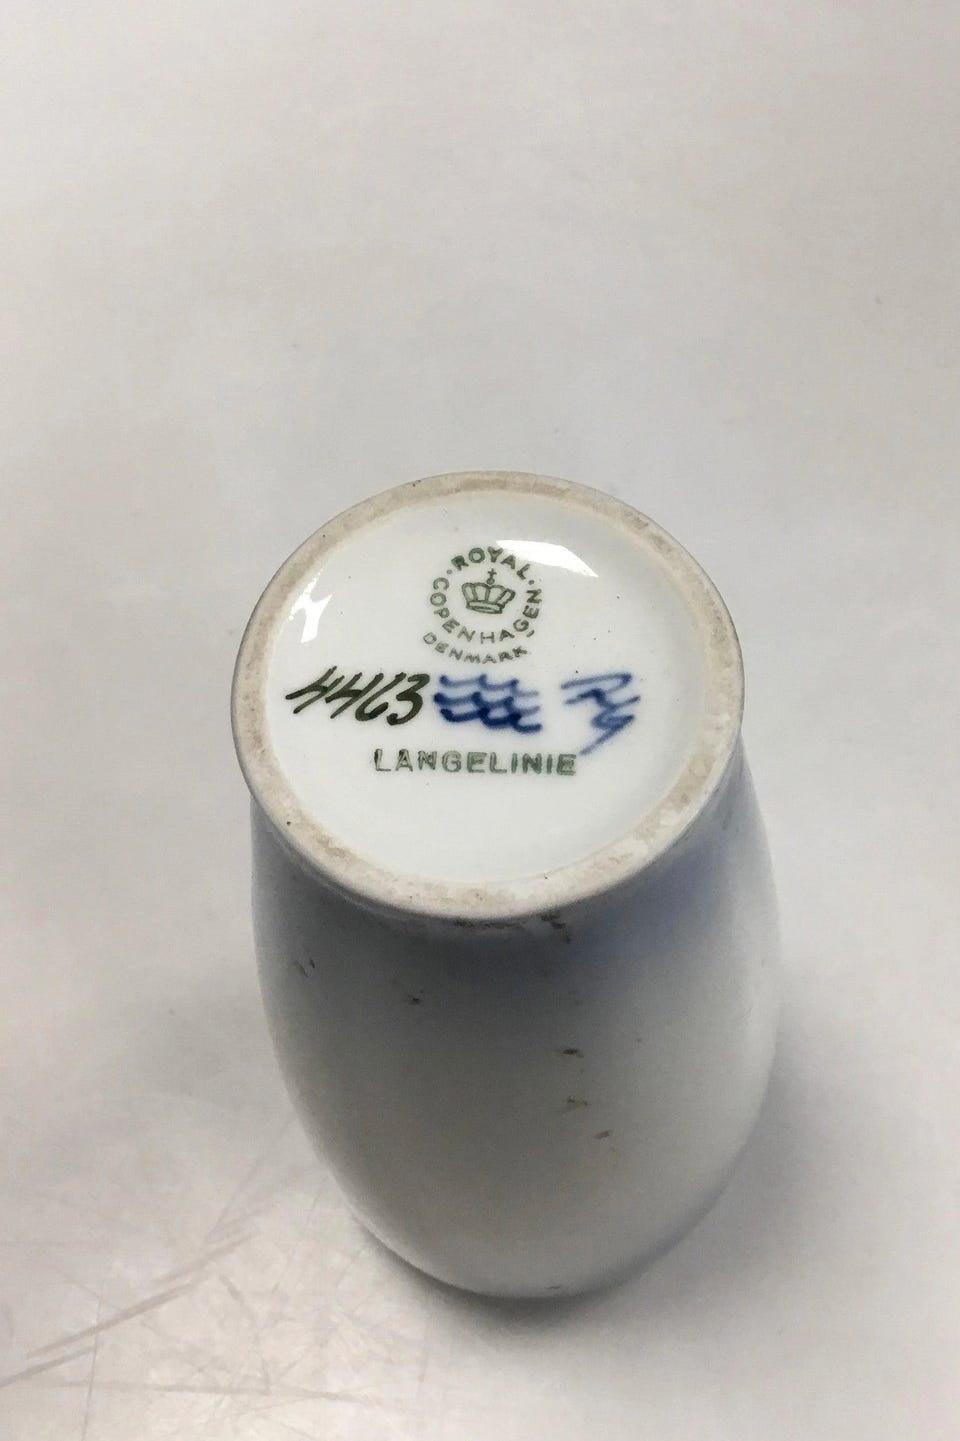 ROYAL
COPENHAGEN
DENMARK
4463
LANGELINIE